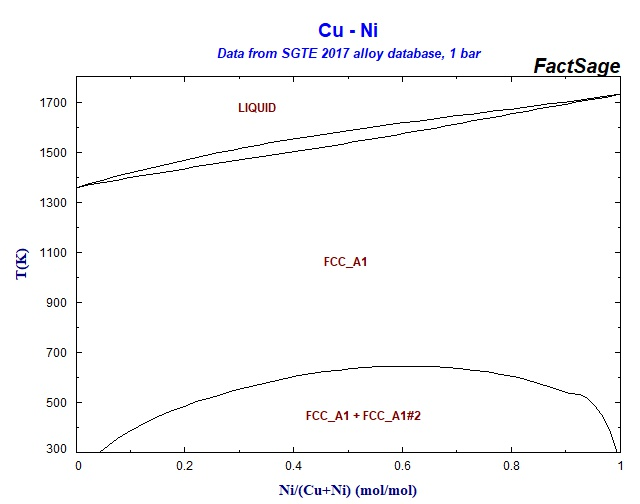 Cu - Ni
Data from SGTE 2017 alloy database, 1 bar
FactSage
1700
1500
1300
1100
900
700
500
300
T(K)
LIQUID
FCC_A1
FCC_A1 + FCC_A1#2
0 0.2 0.4 0.6 0.8 1
Ni/(Cu+Ni) (mol/mol)